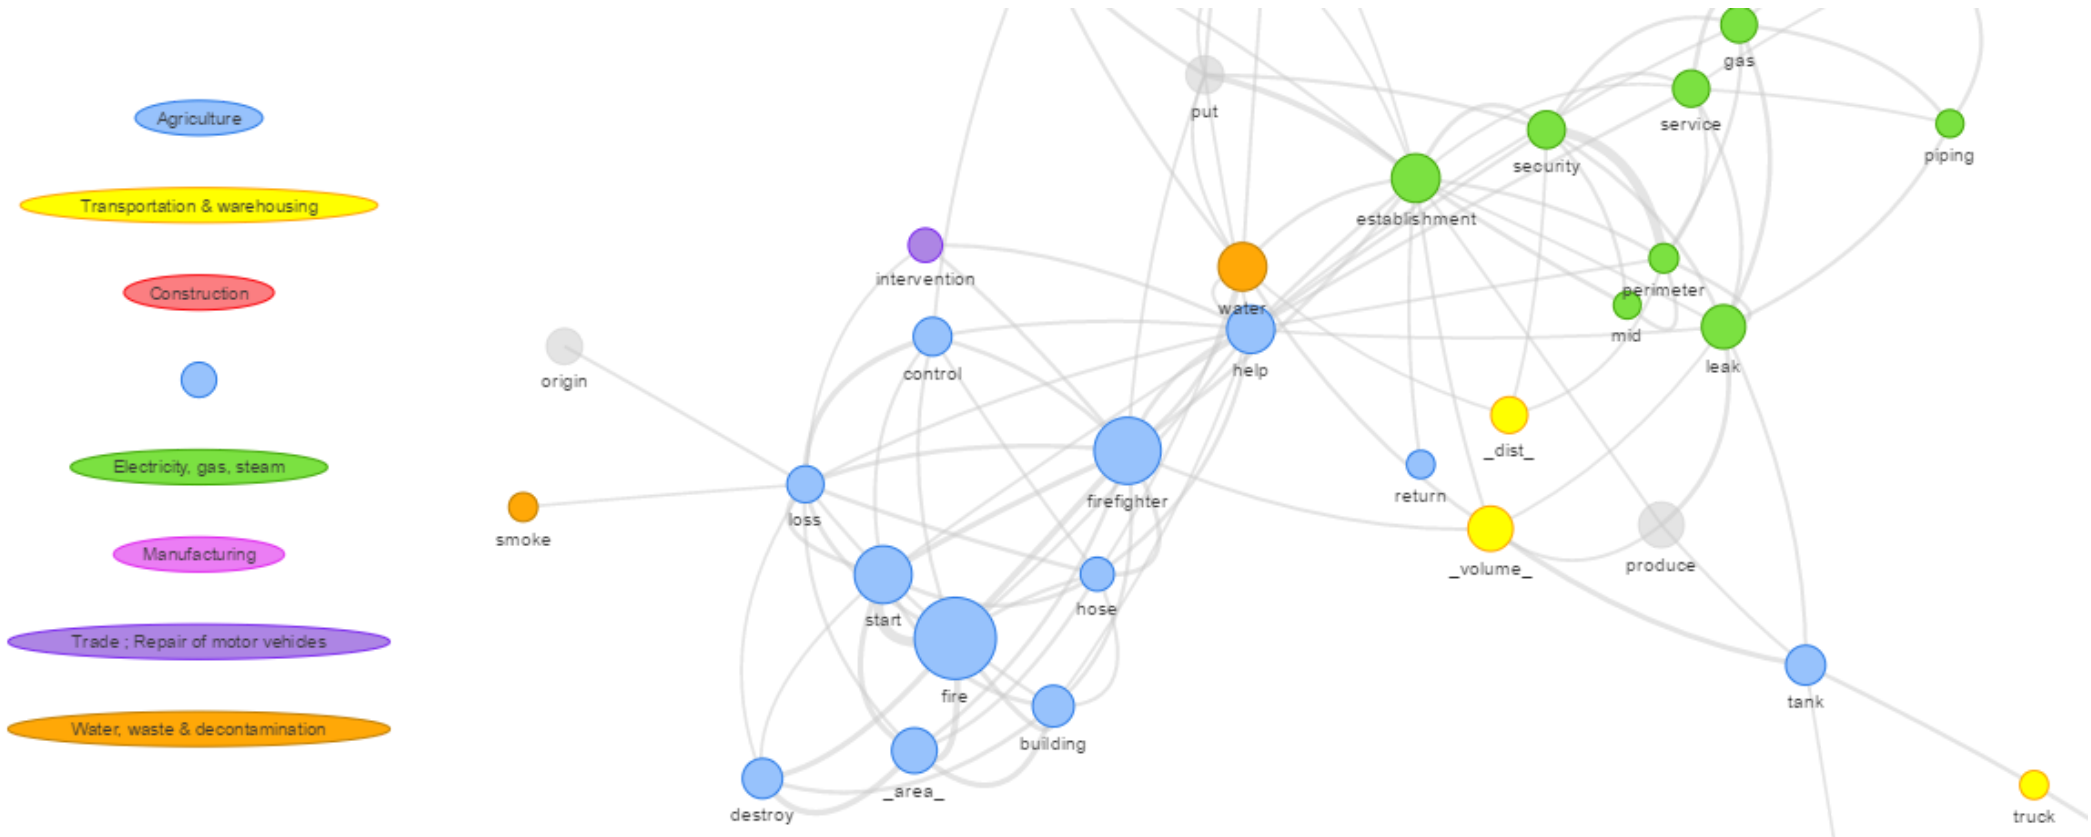 Agriculture
Transportation & warehousing
Construction
Electricity, gas, steam
Manufacturing
Trade ; Repair of motor vehicles
Water, waste & decontamination
gas
put
service
piping
security
establishment
intervention
perimeter
water
mid
control
help
leak
origin
_dist_
return
firefighter
loss
smoke
_volume_
produce
hose
start
fire
tank
building
_area_
destroy
truck